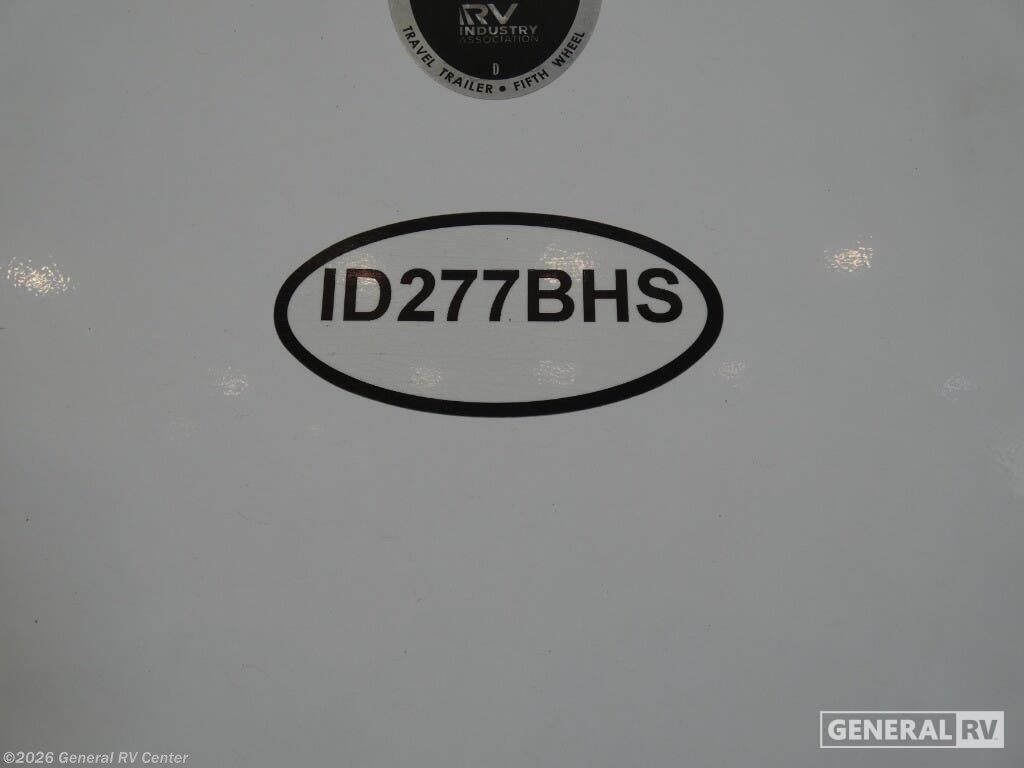 RV
INDUSTRY
ASSOCIATION
D
TRAVEL TRAILER • FIFTH WHEEL
ID277BHS
GENERAL RV
©2026 General RV Center